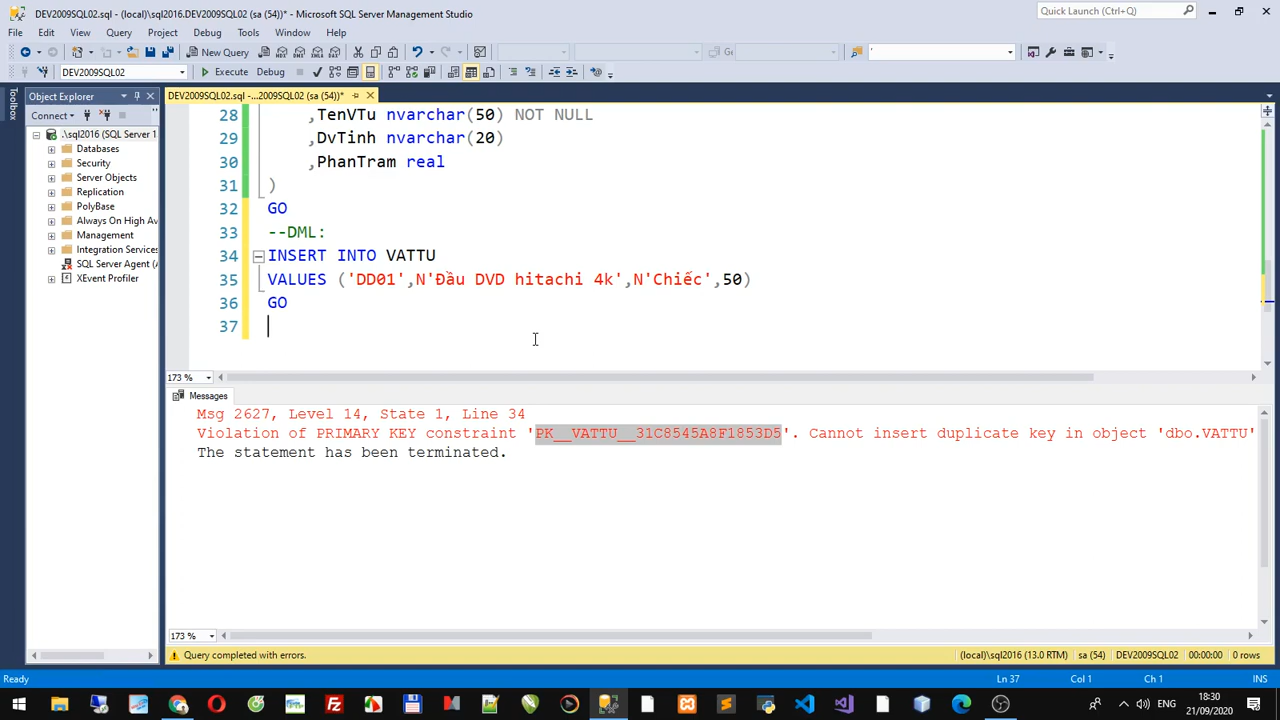 DEV2009SQL02.sql - (local)\sql2016.DEV2009SQL02 (sa (54))* - Microsoft SQL Server Management Studio
Quick Launch (Ctrl+Q)
File Edit View Query Project Debug Tools Window Help
New Query
DEV2009SQL02 Execute Debug
Toolbox
Object Explorer
DEV2009SQL02.sql -...2009SQL02 (sa (54))*
Connect
.\sql2016 (SQL Server 1
Databases
Security
Server Objects
Replication
PolyBase
Always On High Av
Management
Integration Services
SQL Server Agent (A
XEvent Profiler
28 ,TenVTu nvarchar(50) NOT NULL
29 ,DvTinh nvarchar(20)
30 ,PhanTram real
31 )
32 GO
33 --DML:
34 INSERT INTO VATTU
35 VALUES ('DD01',N'Đầu DVD hitachi 4k',N'Chiếc',50)
36 GO
37
173 %
Messages
Msg 2627, Level 14, State 1, Line 34
Violation of PRIMARY KEY constraint 'PK__VATTU__31C8545A8F1853D5'. Cannot insert duplicate key in object 'dbo.VATTU'
The statement has been terminated.
173 %
Query completed with errors. (local)\sql2016 (13.0 RTM) sa (54) DEV2009SQL02 00:00:00 0 rows
Ready Ln 37 Col 1 Ch 1 INS
ENG 18:30
21/09/2020